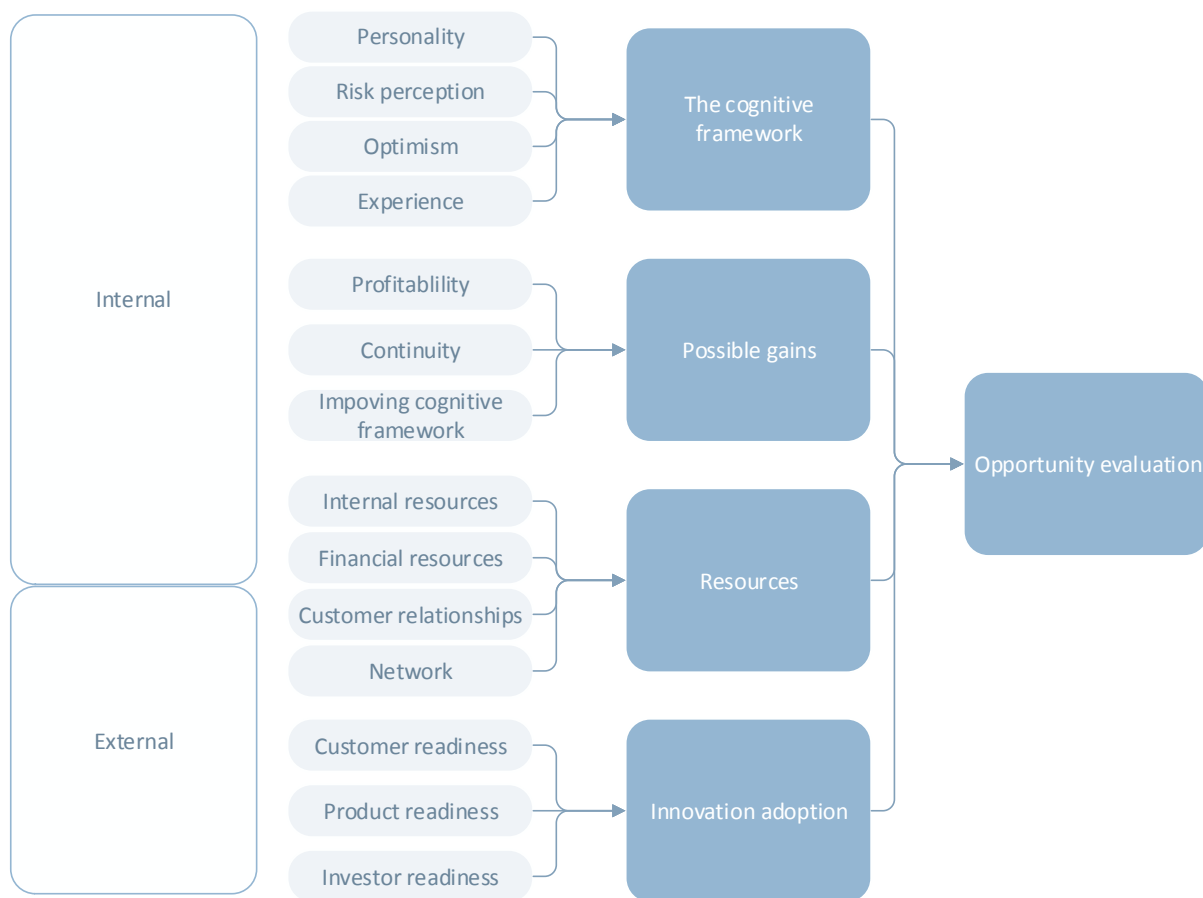 Internal
External
Personality
Risk perception
Optimism
Experience
Profitablility
Continuity
Impoving cognitive
framework
Internal resources
Financial resources
Customer relationships
Network
Customer readiness
Product readiness
Investor readiness
The cognitive
framework
Possible gains
Resources
Innovation adoption
Opportunity evaluation